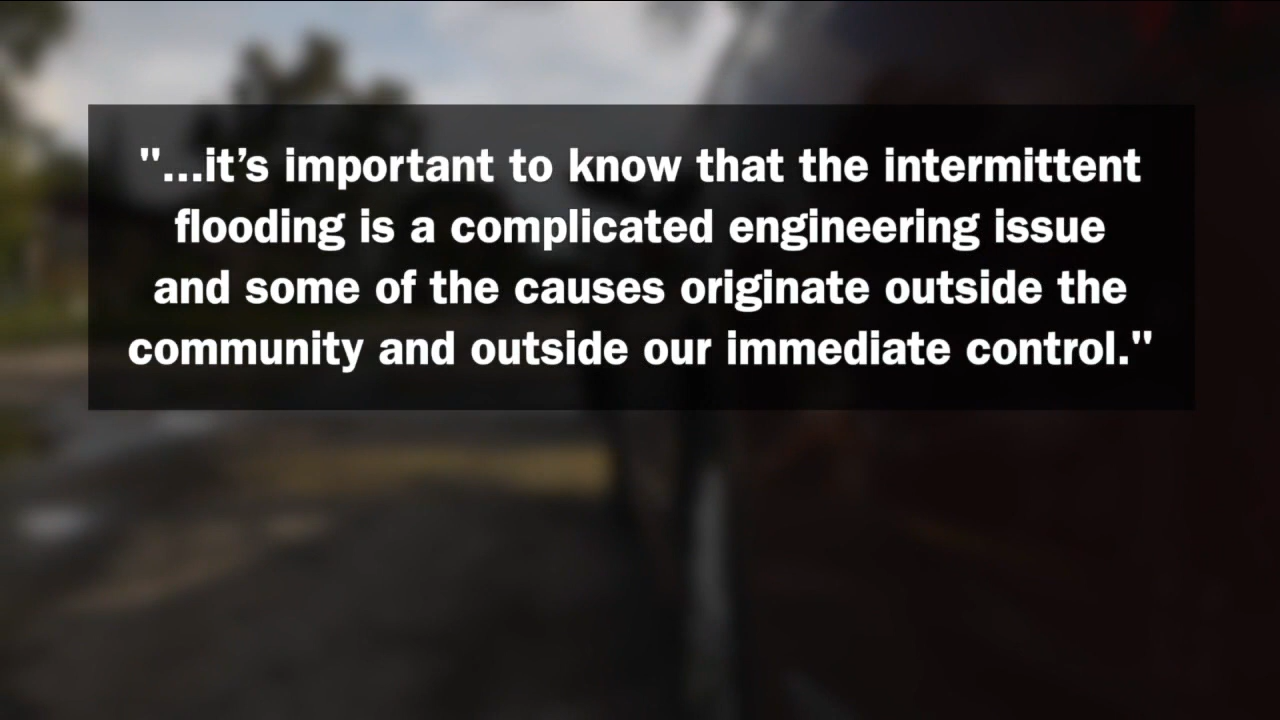 "...it’s important to know that the intermittent
flooding is a complicated engineering issue
and some of the causes originate outside the
community and outside our immediate control."